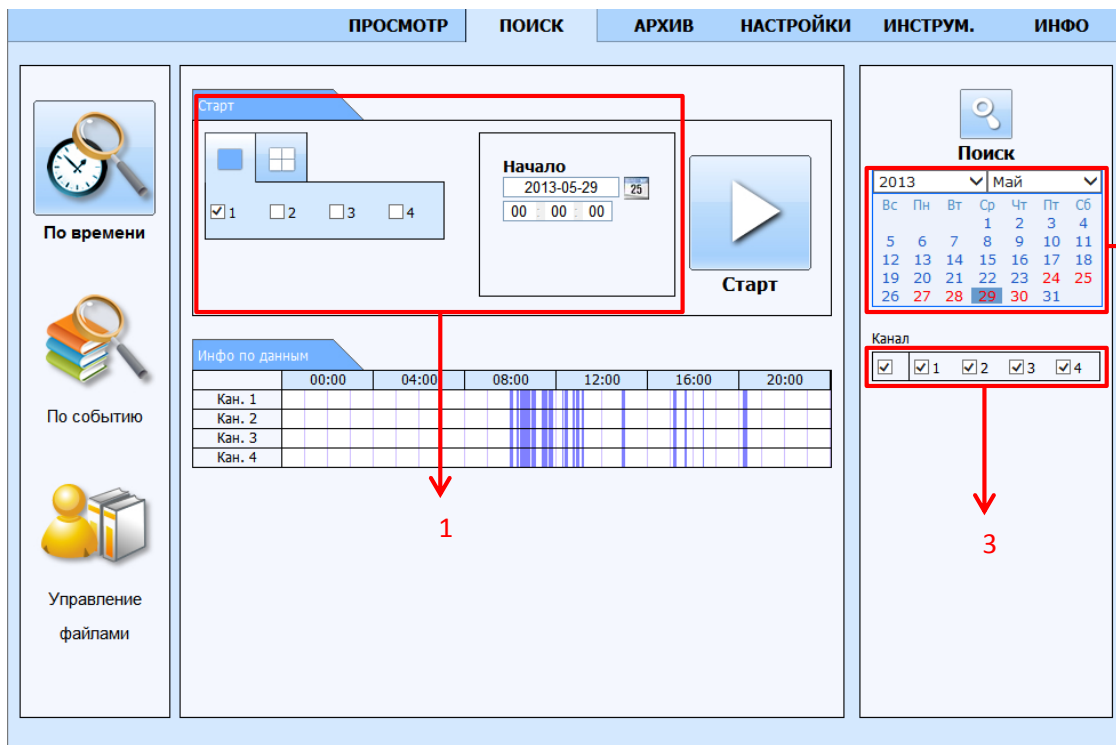 ПРОСМОТР ПОИСК АРХИВ НАСТРОЙКИ ИНСТРУМ. ИНФО
По времени
По событию
Управление
файлами
Старт
1 2 3 4
Начало
2013-05-29 25
00 : 00 : 00
Старт
Инфо по данным
00:00 04:00 08:00 12:00 16:00 20:00
Кан. 1
Кан. 2
Кан. 3
Кан. 4
1
Поиск
2013 Май
Вс Пн Вт Ср Чт Пт Сб
1 2 3 4
5 6 7 8 9 10 11
12 13 14 15 16 17 18
19 20 21 22 23 24 25
26 27 28 29 30 31
Канал
1 2 3 4
3